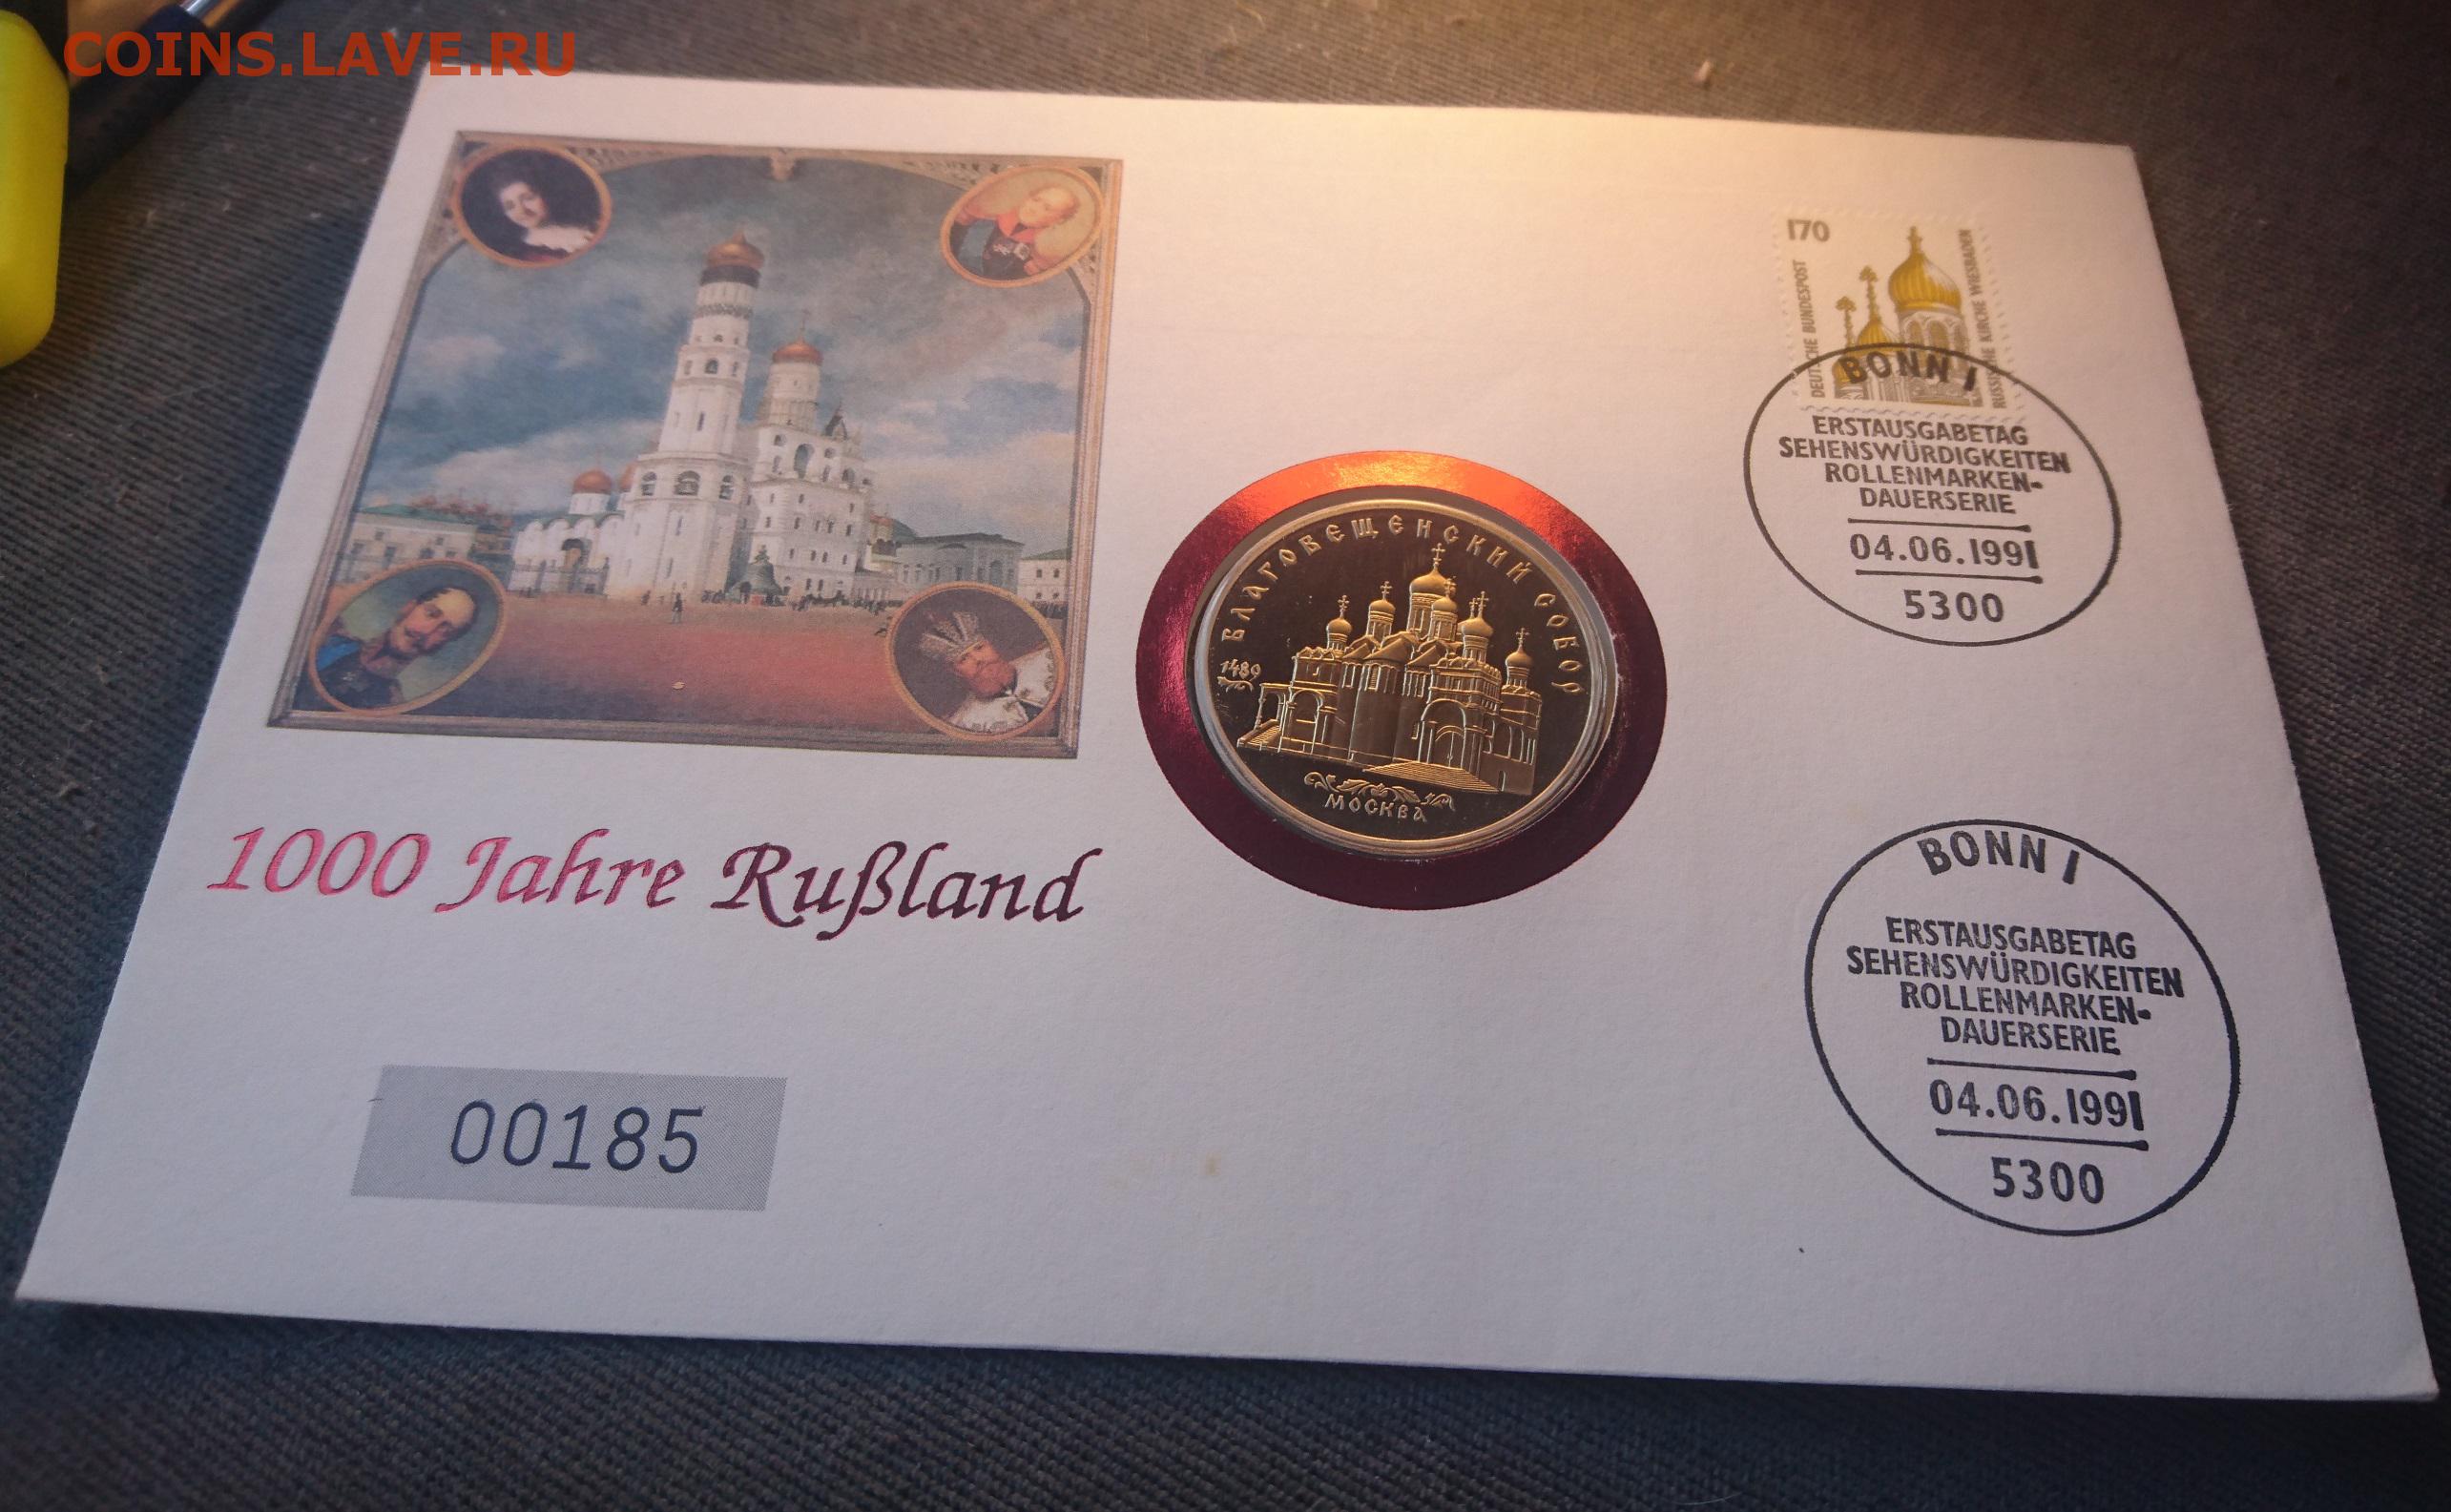 COINS.LAVE.RU
170
DEUTSCHE BUNDESPOST
RUSSISCHE KIRCHE WIESBADEN
BONN 1
ERSTAUSGABETAG
SEHENSWÜRDIGKEITEN
ROLLENMARKEN-
DAUERSERIE
04.06.1991
5300
БЛАГОВЕЩЕНСКИЙ СОБОР
1489
МОСКВА
1000 Jahre Rußland
BONN 1
ERSTAUSGABETAG
SEHENSWÜRDIGKEITEN
ROLLENMARKEN-
DAUERSERIE
04.06.1991
5300
00185